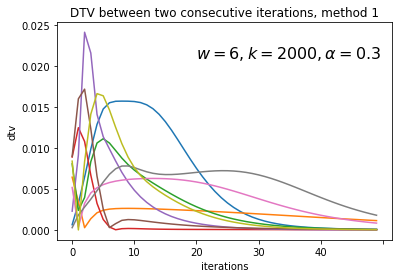 DTV between two consecutive iterations, method 1
w = 6, k = 2000, α = 0.3
0.025
0.020
0.015
0.010
0.005
0.000
dtv
0 10 20 30 40
iterations